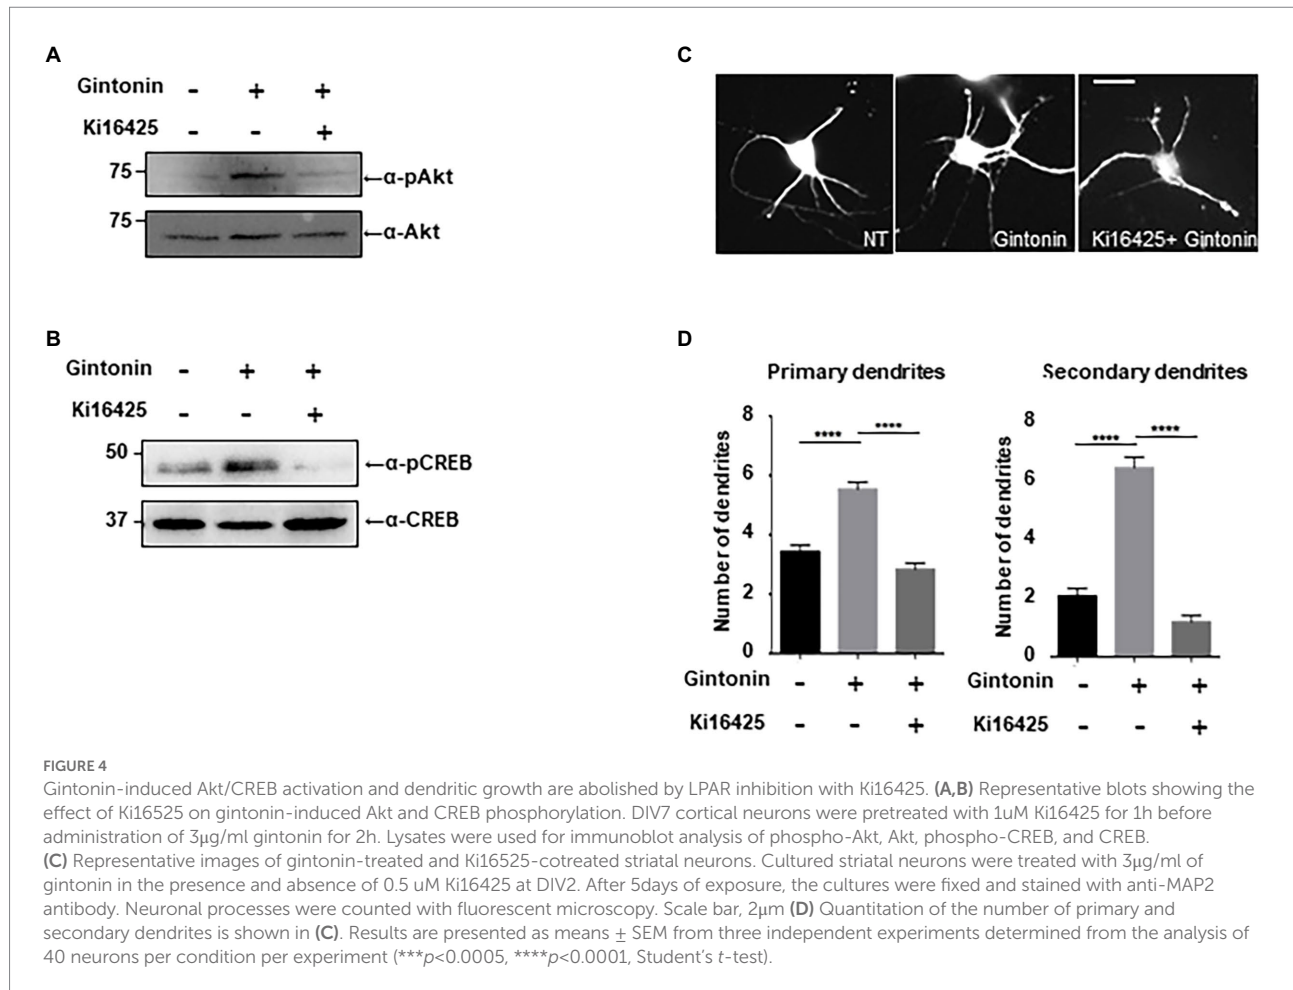 A
Gintonin - + +
Ki16425 - - +
75
←α-pAkt
75
←α-Akt
B
Gintonin - + +
Ki16425 - - +
50
←α-pCREB
37
←α-CREB
C
NT
Gintonin
Ki16425+ Gintonin
D
Primary dendrites
Number of dendrites
8
6
4
2
0
**** ****
Gintonin - + +
Ki16425 - - +
Secondary dendrites
Number of dendrites
8
6
4
2
0
**** ****
Gintonin - + +
Ki16425 - - +
FIGURE 4
Gintonin-induced Akt/CREB activation and dendritic growth are abolished by LPAR inhibition with Ki16425. (A,B) Representative blots showing the
effect of Ki16525 on gintonin-induced Akt and CREB phosphorylation. DIV7 cortical neurons were pretreated with 1uM Ki16425 for 1h before
administration of 3μg/ml gintonin for 2h. Lysates were used for immunoblot analysis of phospho-Akt, Akt, phospho-CREB, and CREB.
(C) Representative images of gintonin-treated and Ki16525-cotreated striatal neurons. Cultured striatal neurons were treated with 3μg/ml of
gintonin in the presence and absence of 0.5 uM Ki16425 at DIV2. After 5days of exposure, the cultures were fixed and stained with anti-MAP2
antibody. Neuronal processes were counted with fluorescent microscopy. Scale bar, 2μm (D) Quantitation of the number of primary and
secondary dendrites is shown in (C). Results are presented as means ± SEM from three independent experiments determined from the analysis of
40 neurons per condition per experiment (***p<0.0005, ****p<0.0001, Student's t-test).